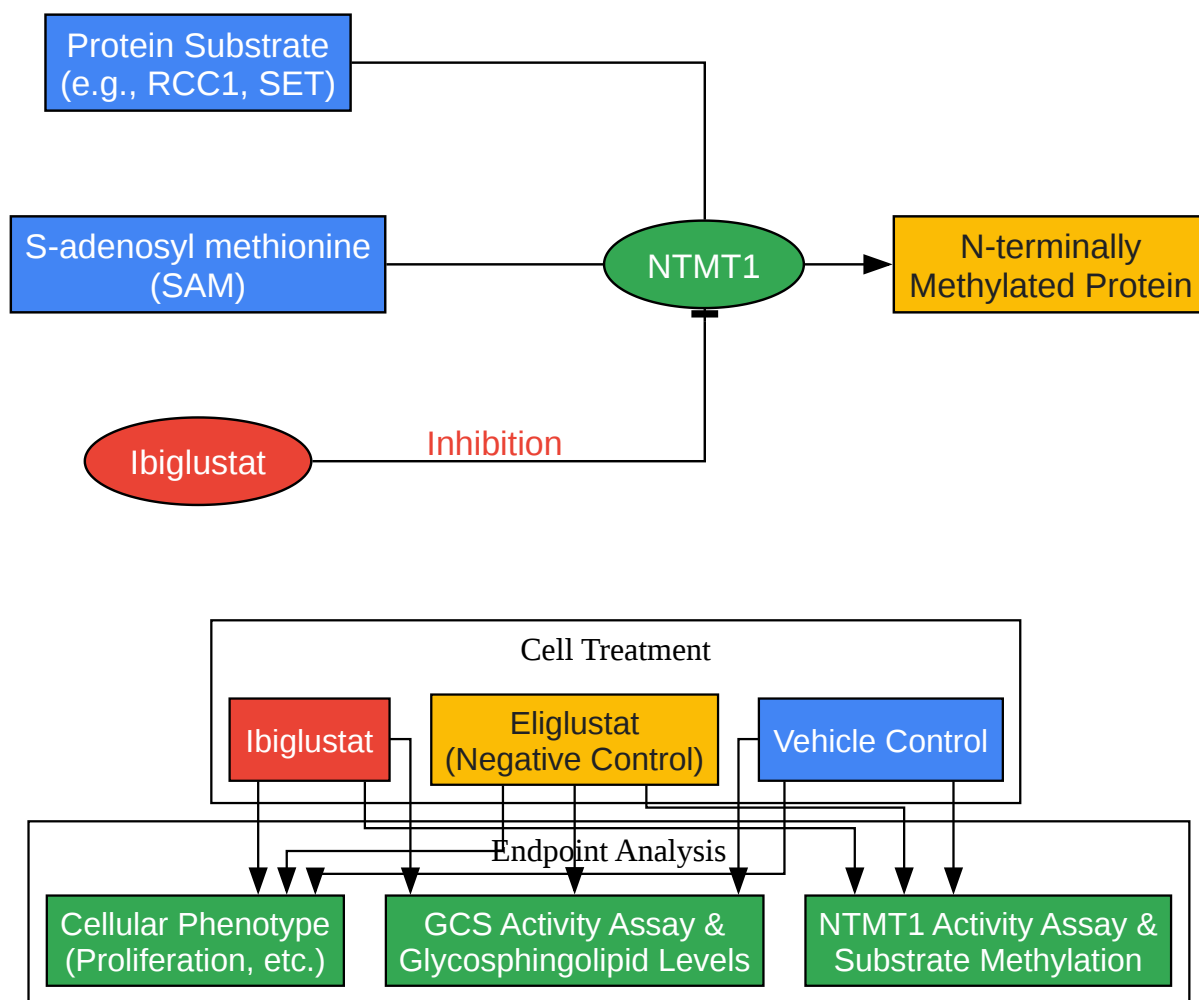 Protein Substrate
(e.g., RCC1, SET)
S-adenosyl methionine
(SAM)
NTMT1
N-terminally
Methylated Protein
Ibiglustat
Inhibition
Cell Treatment
Ibiglustat
Eliglustat
(Negative Control)
Vehicle Control
Endpoint Analysis
Cellular Phenotype
(Proliferation, etc.)
GCS Activity Assay &
Glycosphingolipid Levels
NTMT1 Activity Assay &
Substrate Methylation